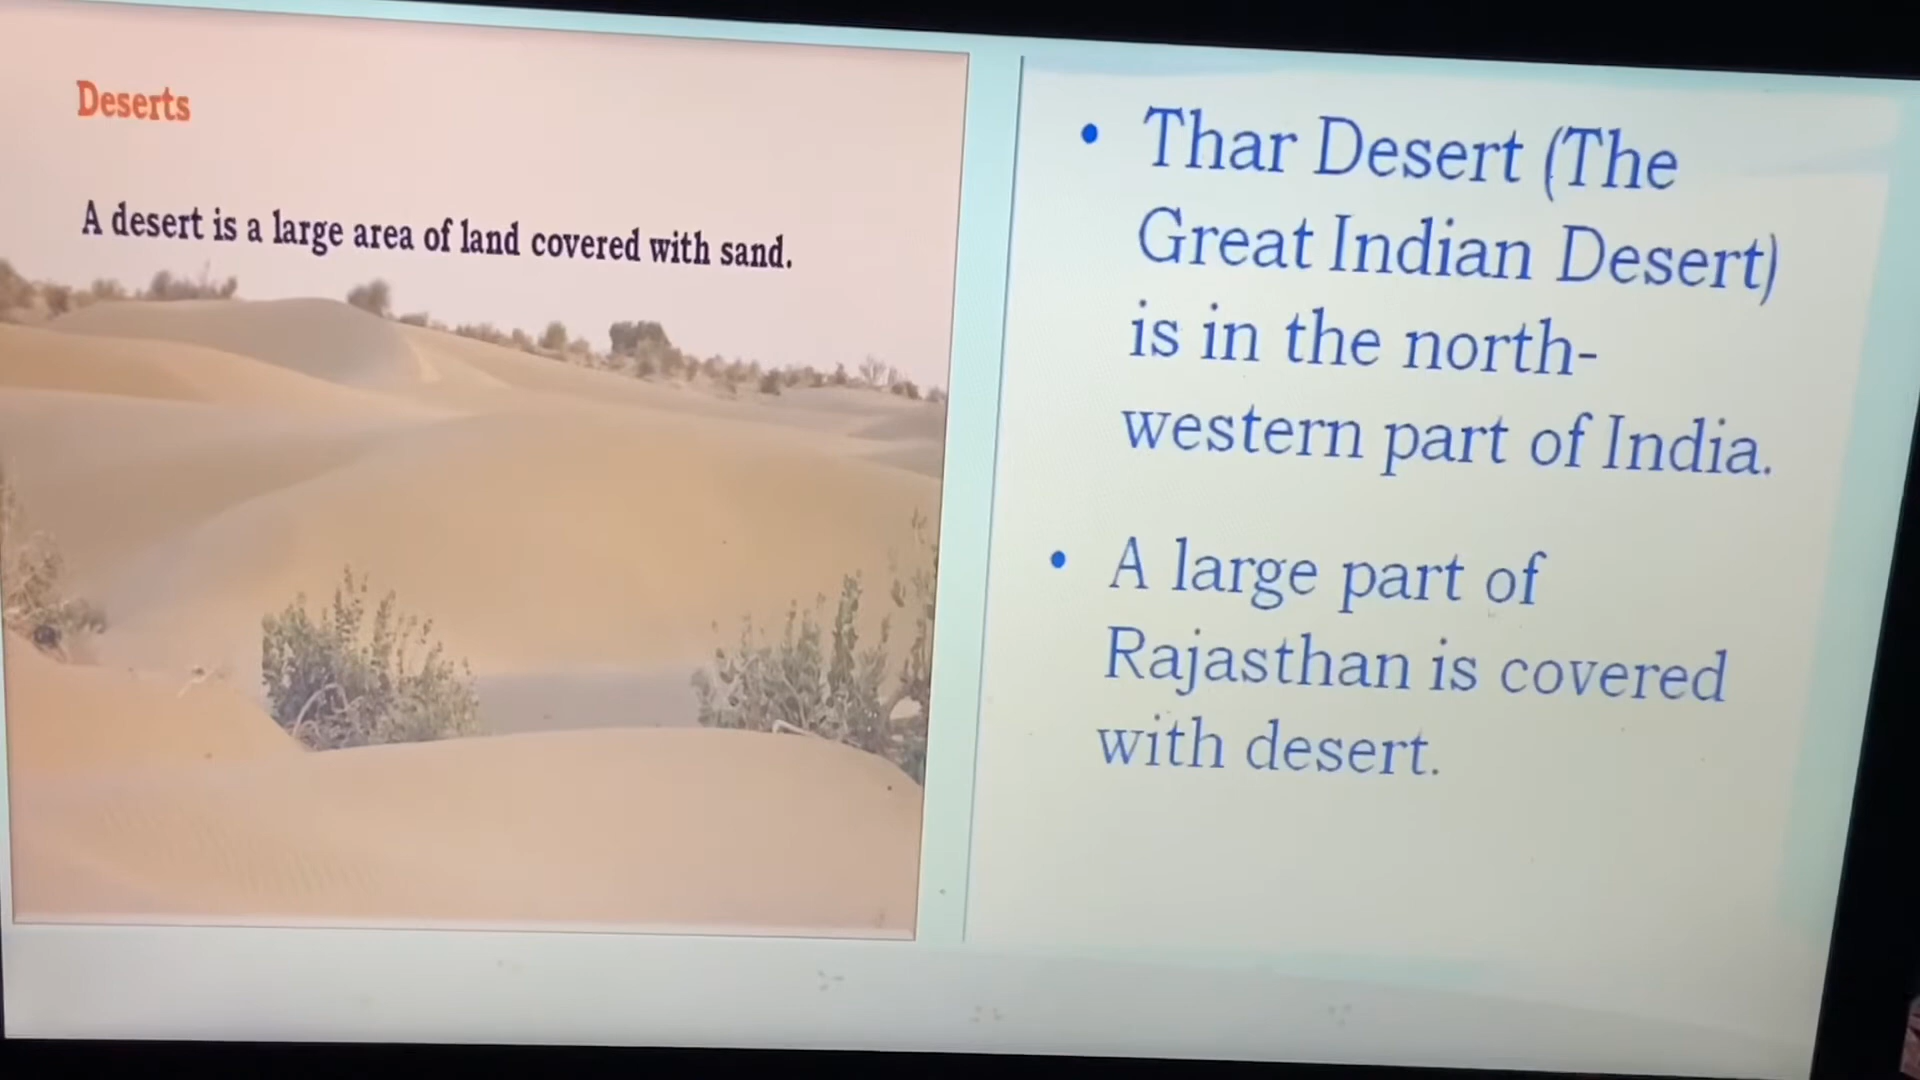 Deserts
A desert is a large area of land covered with sand.
• Thar Desert (The
Great Indian Desert)
is in the north-
western part of India.
• A large part of
Rajasthan is covered
with desert.